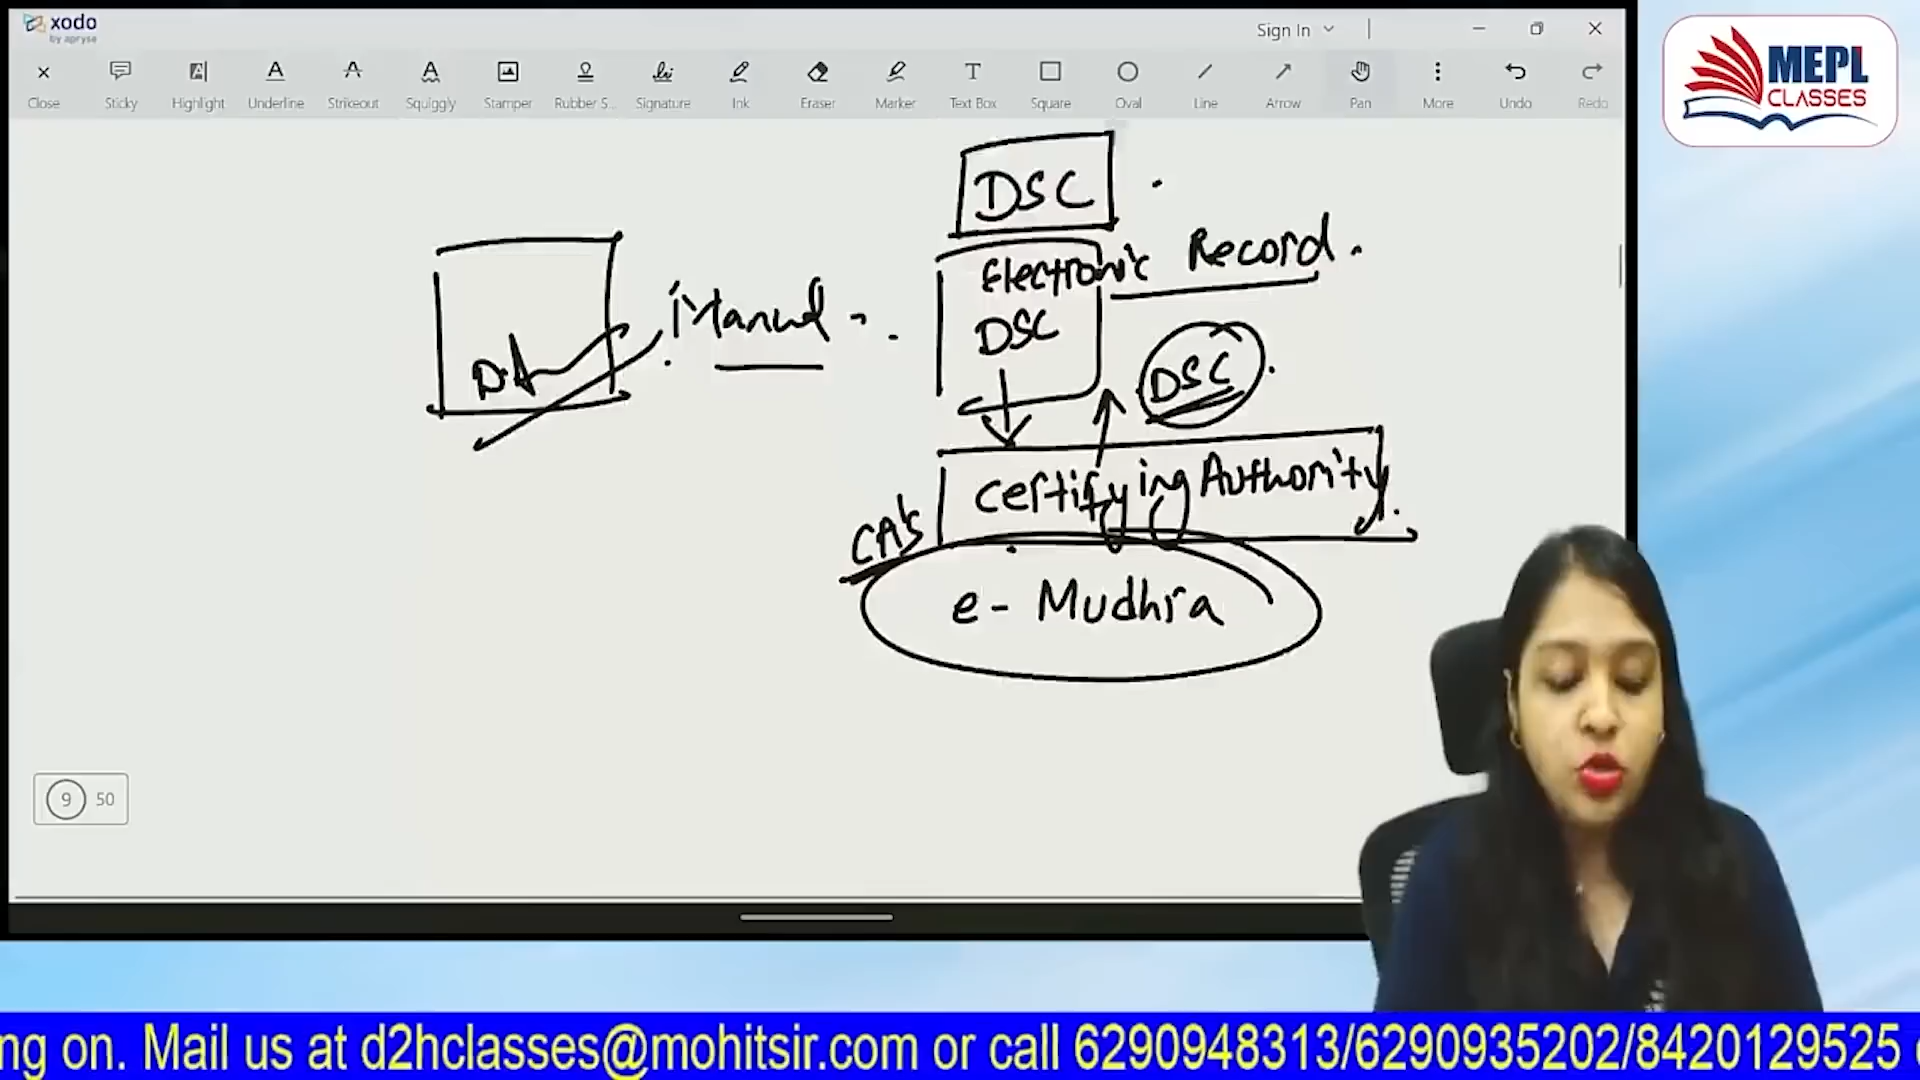 xodo
by apryse
Sign In
Close
Sticky
Highlight
Underline
Strikeout
Squiggly
Stamper
Rubber S...
Signature
Ink
Eraser
Marker
Text Box
Square
Oval
Line
Arrow
Pan
More
Undo
Redo
MEPL
CLASSES
DSC
Electronic Record.
Manual
DSC
DSC
Certifying Authority.
CA's
e- Mudhra
9 50
ng on. Mail us at d2hclasses@mohitsir.com or call 6290948313/6290935202/8420129525